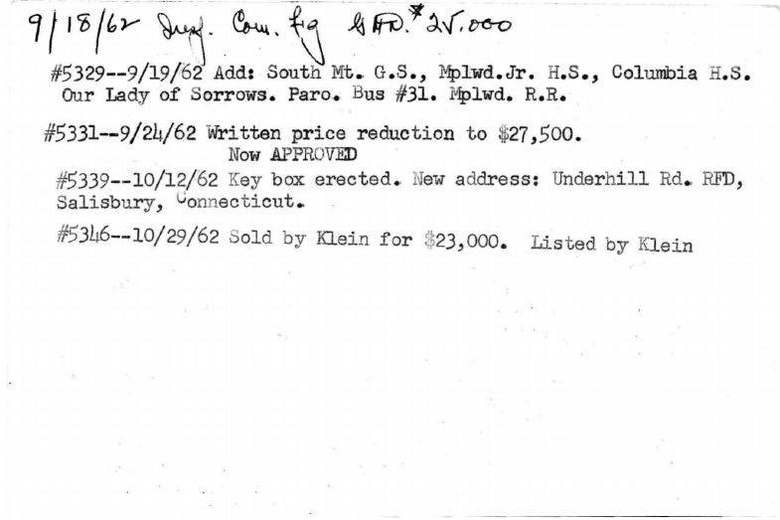 9/18/62 Insp. Com. fig $25.000
#5329--9/19/62 Add: South Mt. G.S., Mplwd.Jr. H.S., Columbia H.S.
Our Lady of Sorrows. Paro. Bus #31. Mplwd. R.R.
#5331--9/24/62 Written price reduction to $27,500.
Now APPROVED
#5339--10/12/62 Key box erected. New address: Underhill Rd. RFD,
Salisbury, Connecticut.
#5346--10/29/62 Sold by Klein for $23,000. Listed by Klein